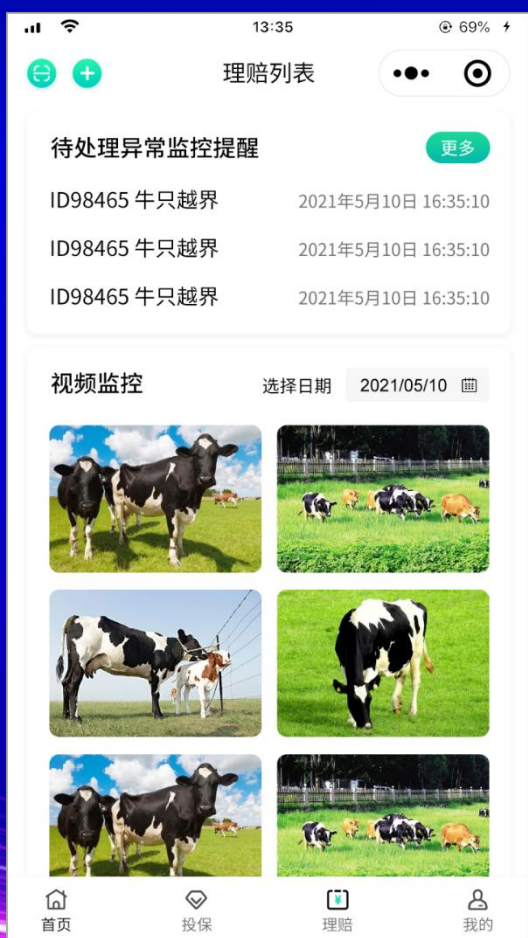 13:35
69%
理赔列表
待处理异常监控提醒
更多
ID98465 牛只越界
2021年5月10日 16:35:10
ID98465 牛只越界
2021年5月10日 16:35:10
ID98465 牛只越界
2021年5月10日 16:35:10
视频监控
选择日期
2021/05/10
首页
投保
¥
理赔
我的